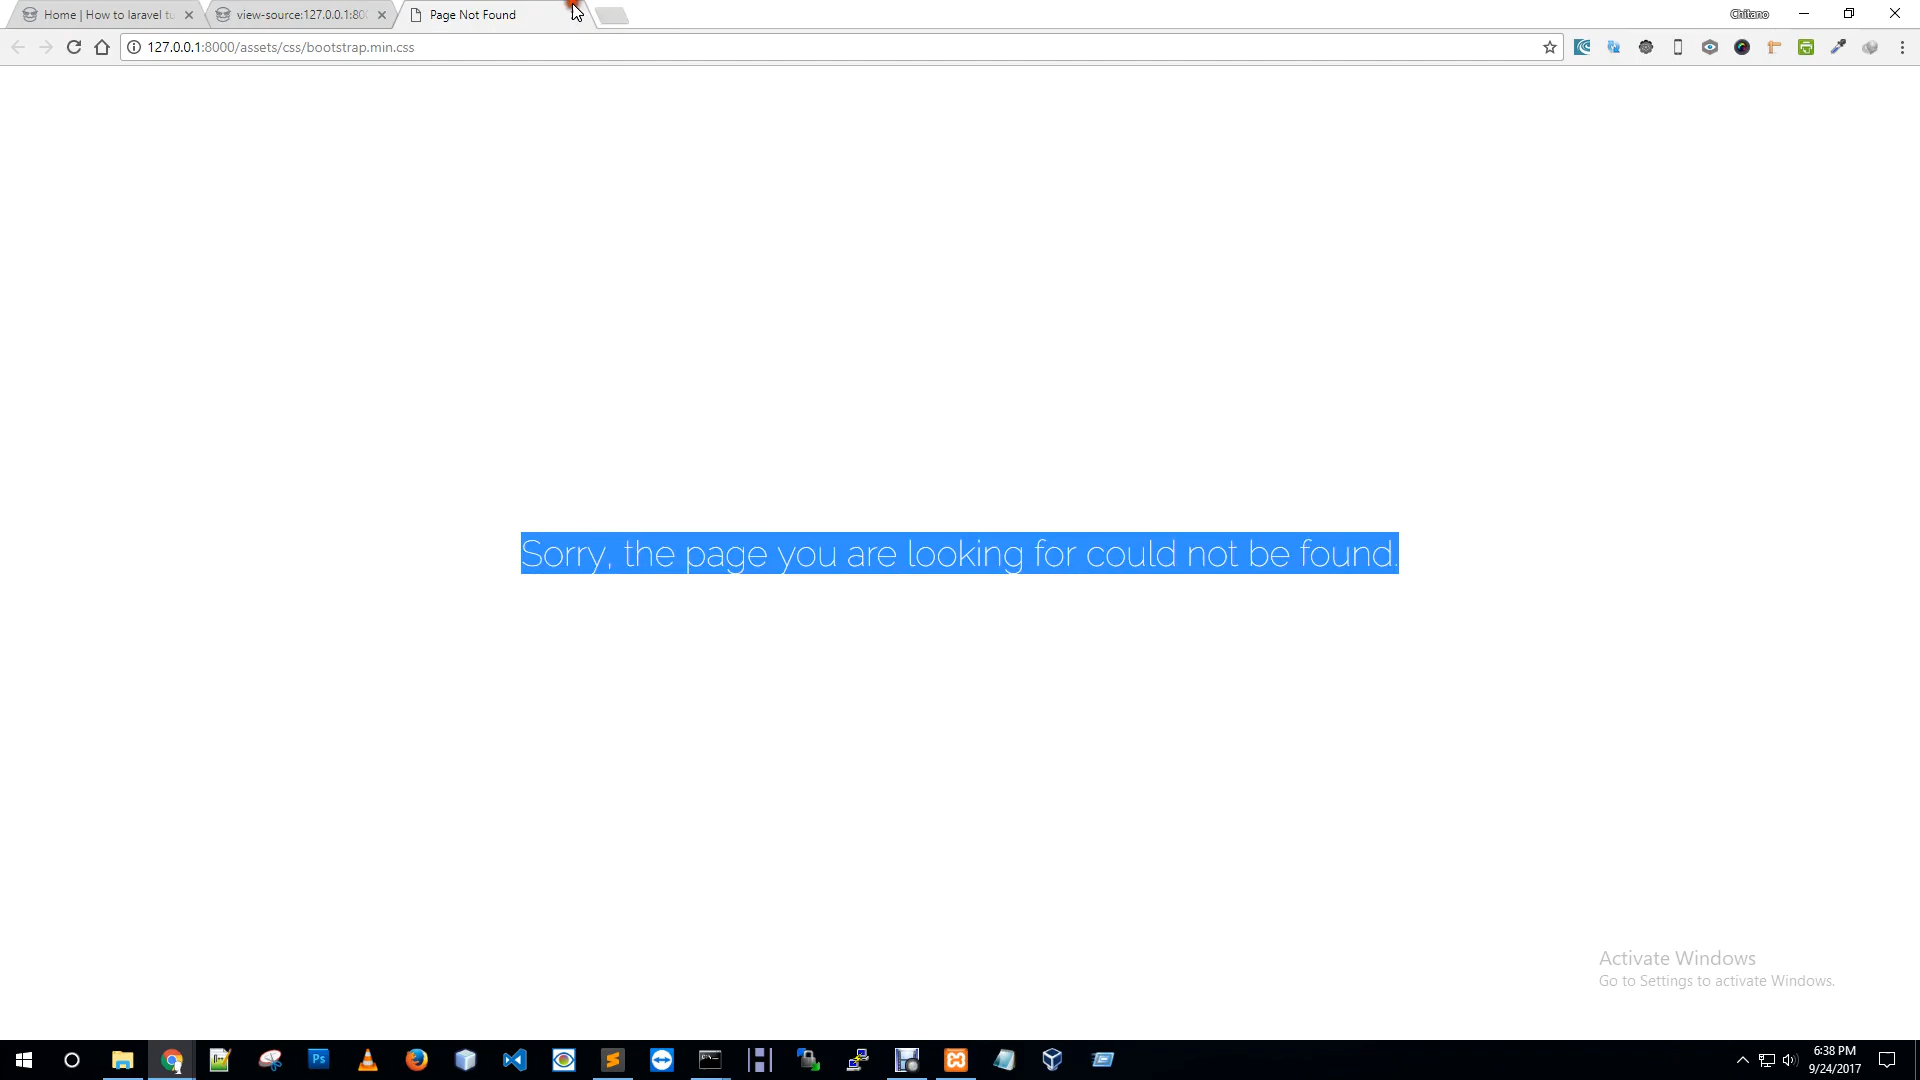 Home | How to laravel tu
view-source:127.0.0.1:80
Page Not Found
Chitano
127.0.0.1:8000/assets/css/bootstrap.min.css
Sorry, the page you are looking for could not be found.
Activate Windows
Go to Settings to activate Windows.
Ps
6:38 PM
9/24/2017